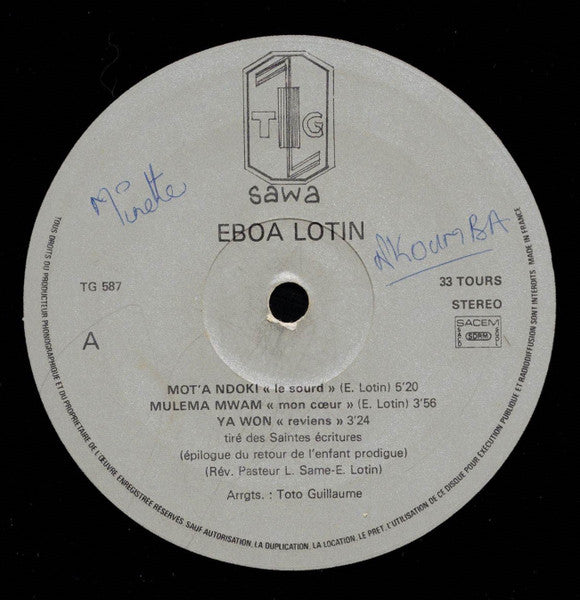 T G
sawa
Minette
EBOA LOTIN
NKOUMBA
TG 587
33 TOURS
STEREO
A
SACEM
SDRM
MOT'A NDOKI « le sourd » (E. Lotin) 5'20
MULEMA MWAM « mon cœur » (E. Lotin) 3'56
YA WON « reviens » 3'24
tiré des Saintes écritures
(épilogue du retour de l'enfant prodigue)
(Rév. Pasteur L. Same-E. Lotin)
Arrgts. : Toto Guillaume
TOUS DROITS DU PRODUCTEUR PHONOGRAPHIQUE ET DU PROPRIETAIRE DE L'ŒUVRE ENREGISTREE RESERVES. SAUF AUTORISATION, LA DUPLICATION, LA LOCATION, LE PRET, L'UTILISATION DE CE DISQUE POUR EXECUTION PUBLIQUE ET RADIODIFFUSION SONT INTERDITS MADE IN FRANCE